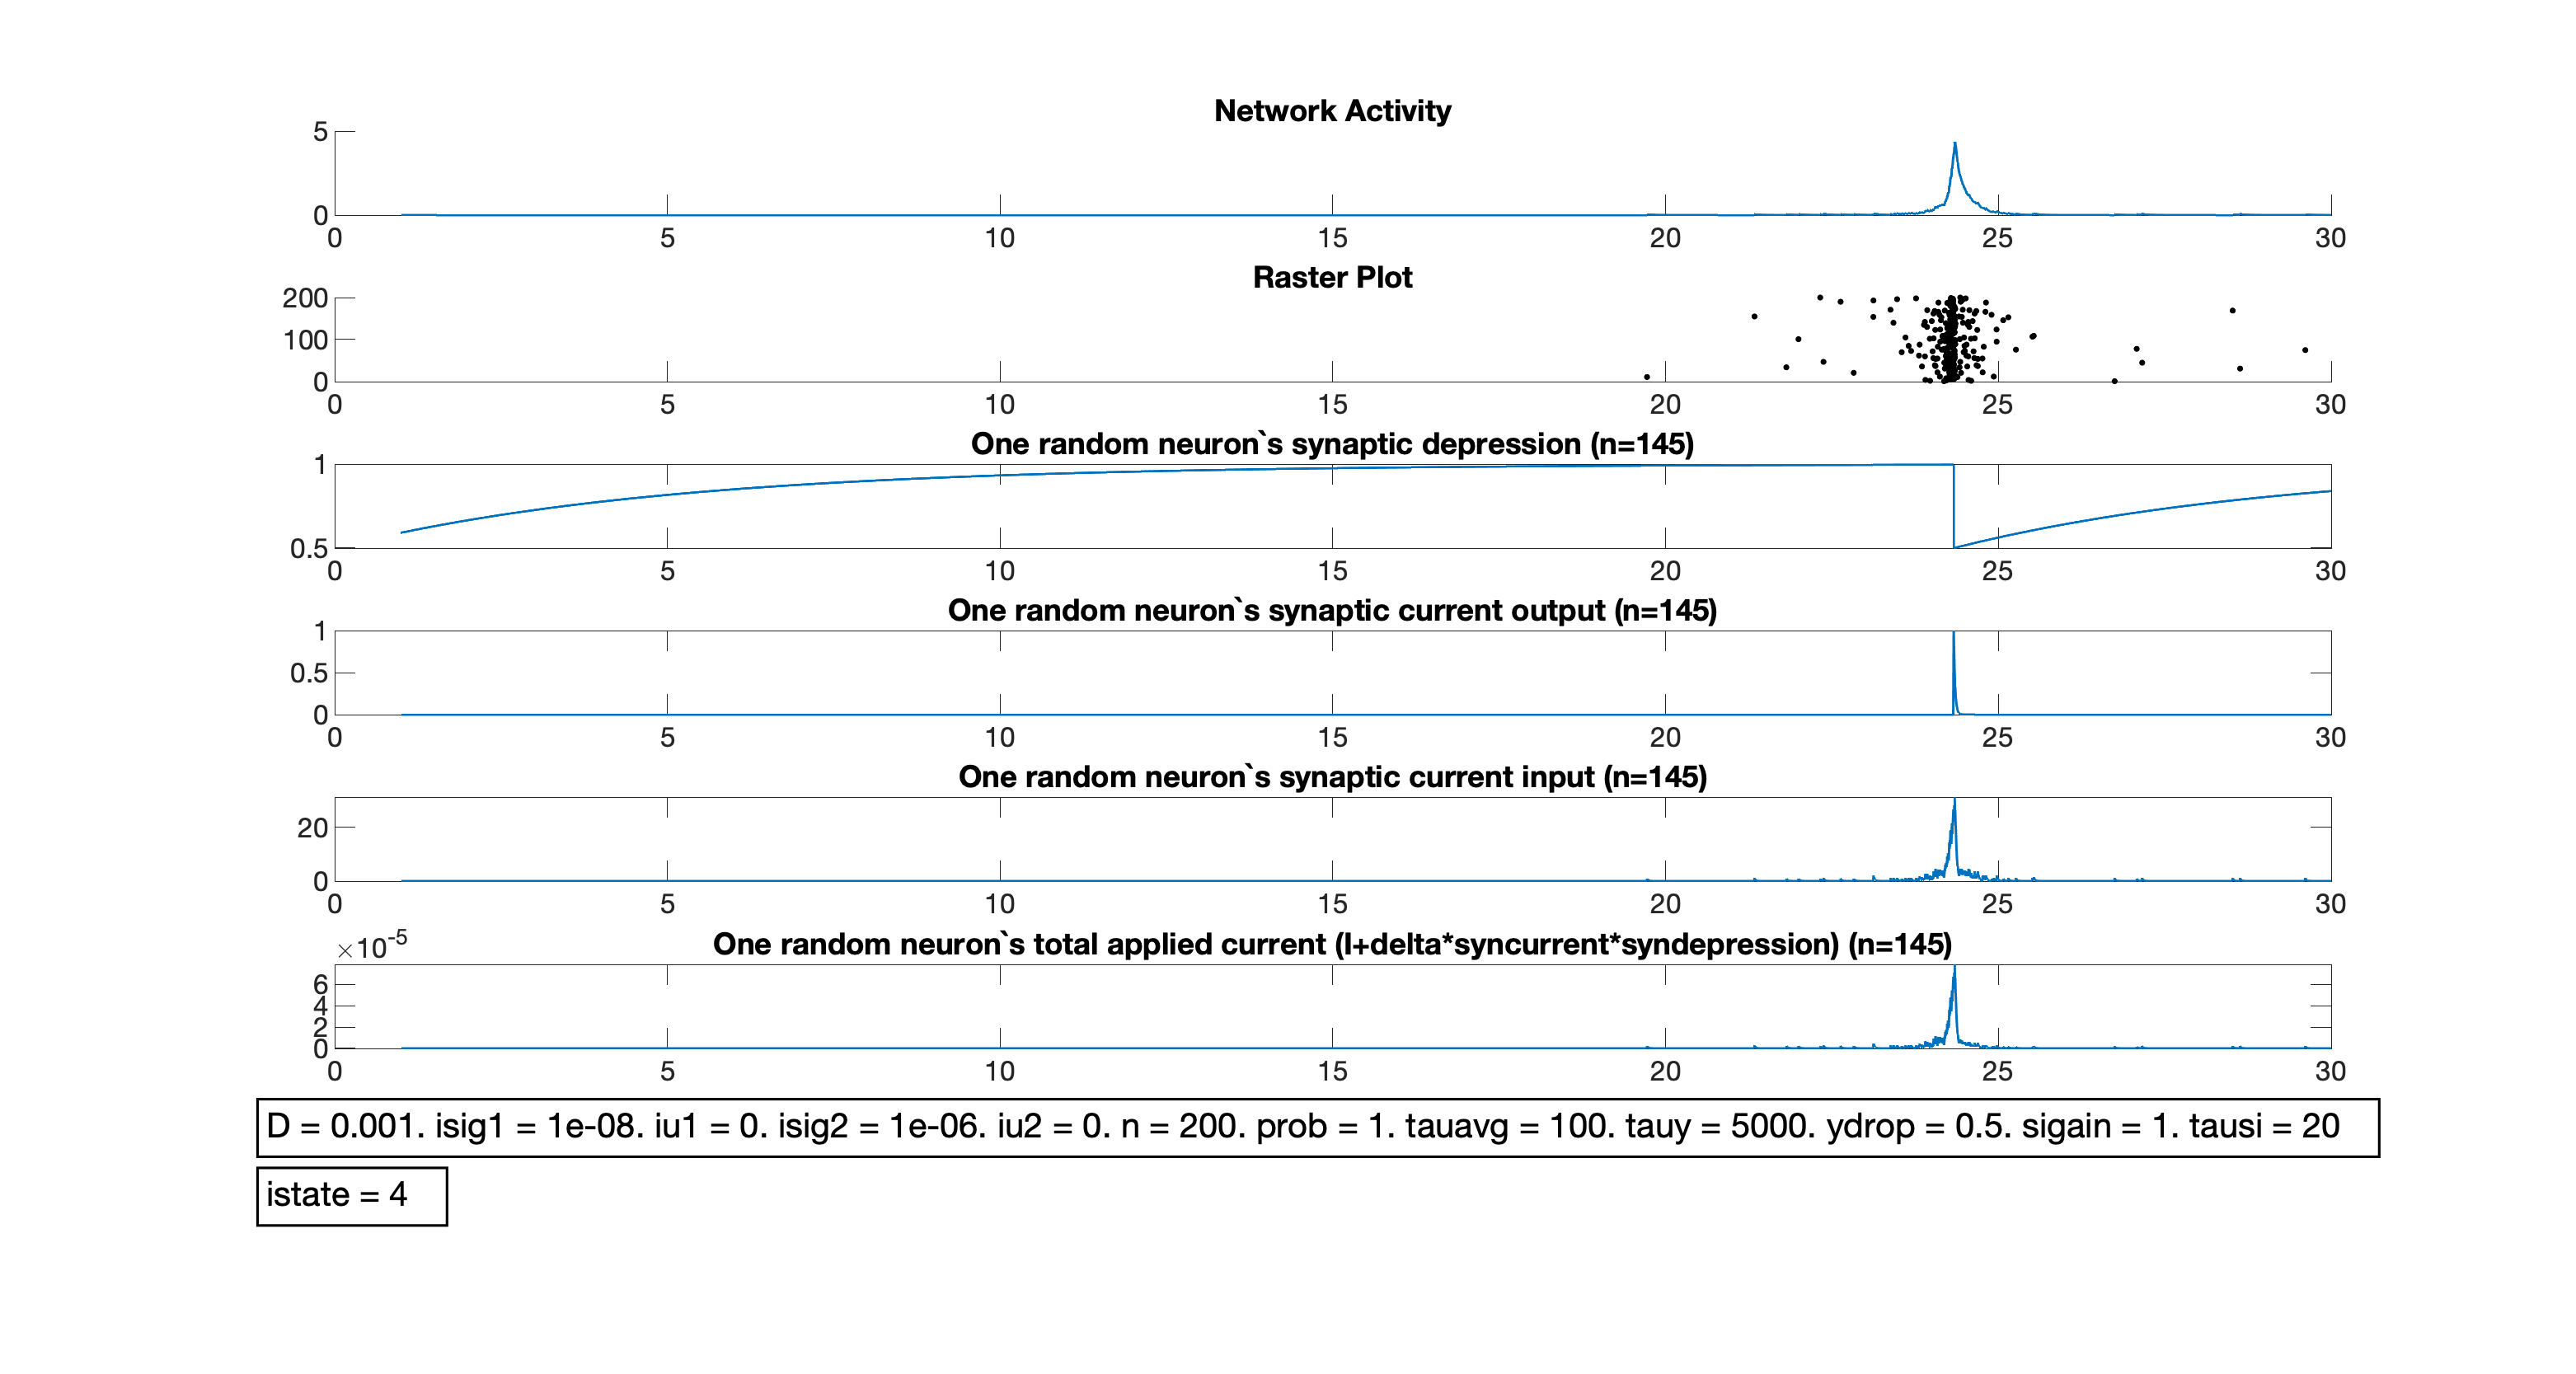 Network Activity
5
0
0 5 10 15 20 25 30
Raster Plot
200
100
0
0 5 10 15 20 25 30
One random neuron`s synaptic depression (n=145)
1
0.5
0 5 10 15 20 25 30
One random neuron`s synaptic current output (n=145)
1
0.5
0
0 5 10 15 20 25 30
One random neuron`s synaptic current input (n=145)
20
0
0 5 10 15 20 25 30
×10-5
One random neuron`s total applied current (I+delta*syncurrent*syndepression) (n=145)
6
4
2
0
0 5 10 15 20 25 30
D = 0.001. isig1 = 1e-08. iu1 = 0. isig2 = 1e-06. iu2 = 0. n = 200. prob = 1. tauavg = 100. tauy = 5000. ydrop = 0.5. sigain = 1. tausi = 20
istate = 4